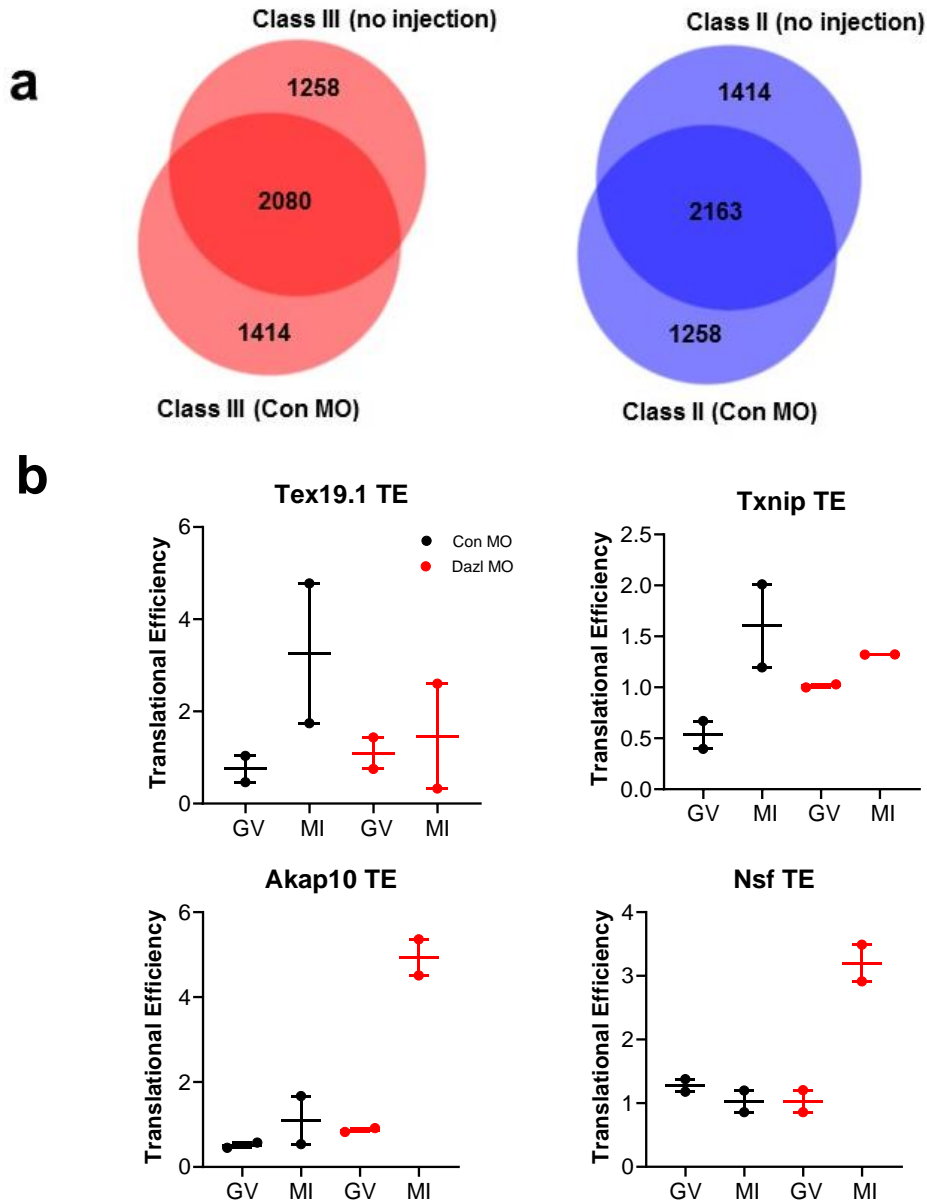 a
Class III (no injection)
1258
2080
1414
Class III (Con MO)
Class II (no injection)
1414
2163
1258
Class II (Con MO)
b
Tex19.1 TE
Translational Efficiency
6
4
2
0
GV MI GV MI
Con MO
Dazl MO
Txnip TE
Translational Efficiency
2.5
2.0
1.5
1.0
0.5
0.0
GV MI GV MI
Akap10 TE
Translational Efficiency
6
4
2
0
GV MI GV MI
Nsf TE
Translational Efficiency
4
3
2
1
0
GV MI GV MI